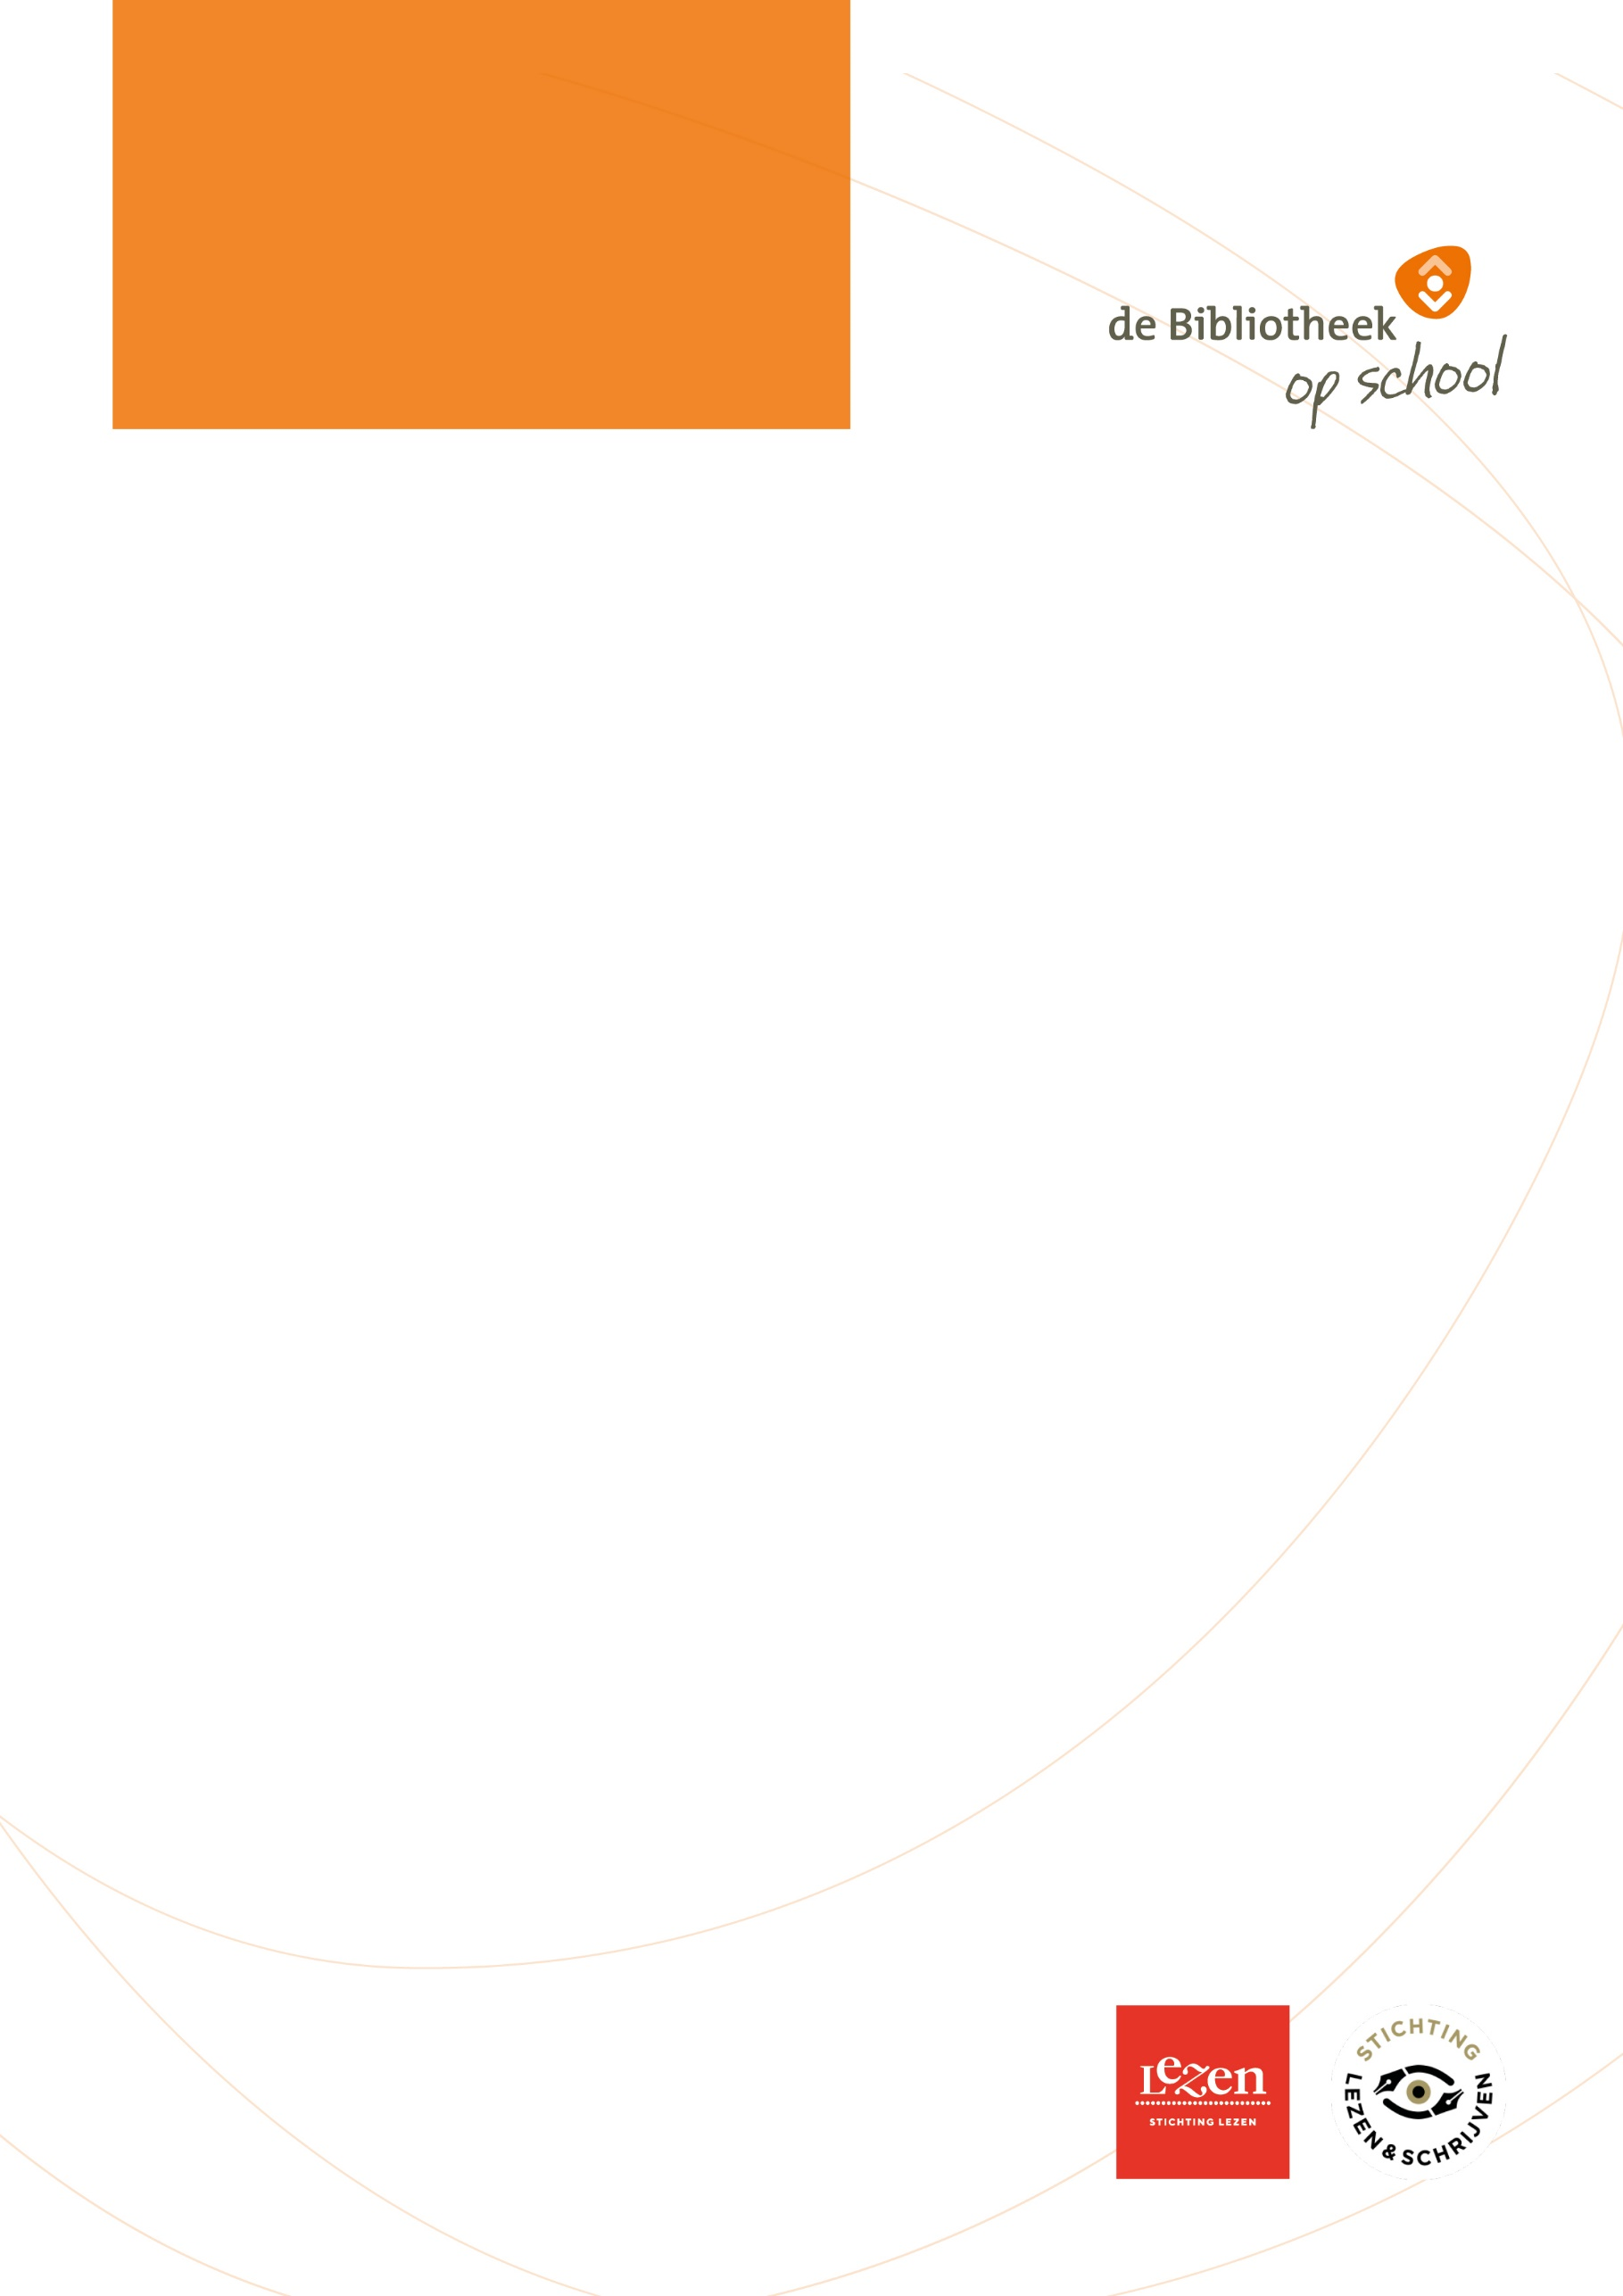 de Bibliotheek
op school
Lezen
STICHTING LEZEN
STICHTING
LEZEN & SCHRIJVEN